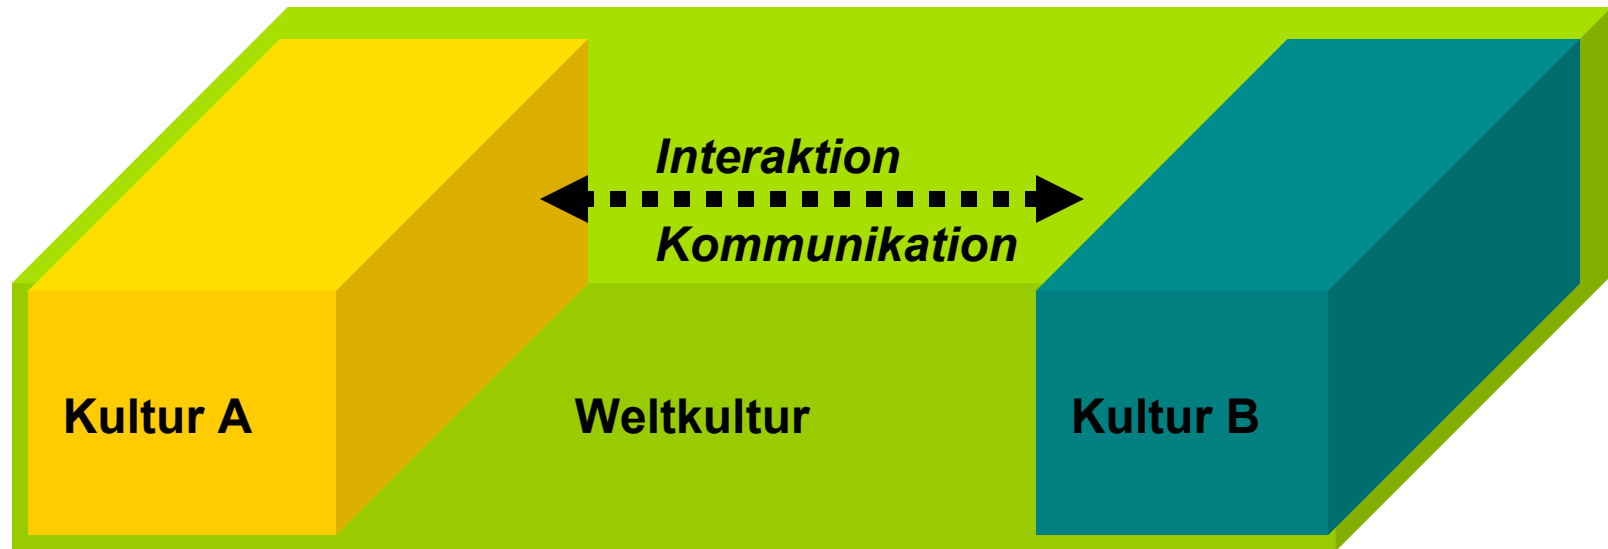 Interaktion
Kommunikation
Kultur A
Weltkultur
Kultur B